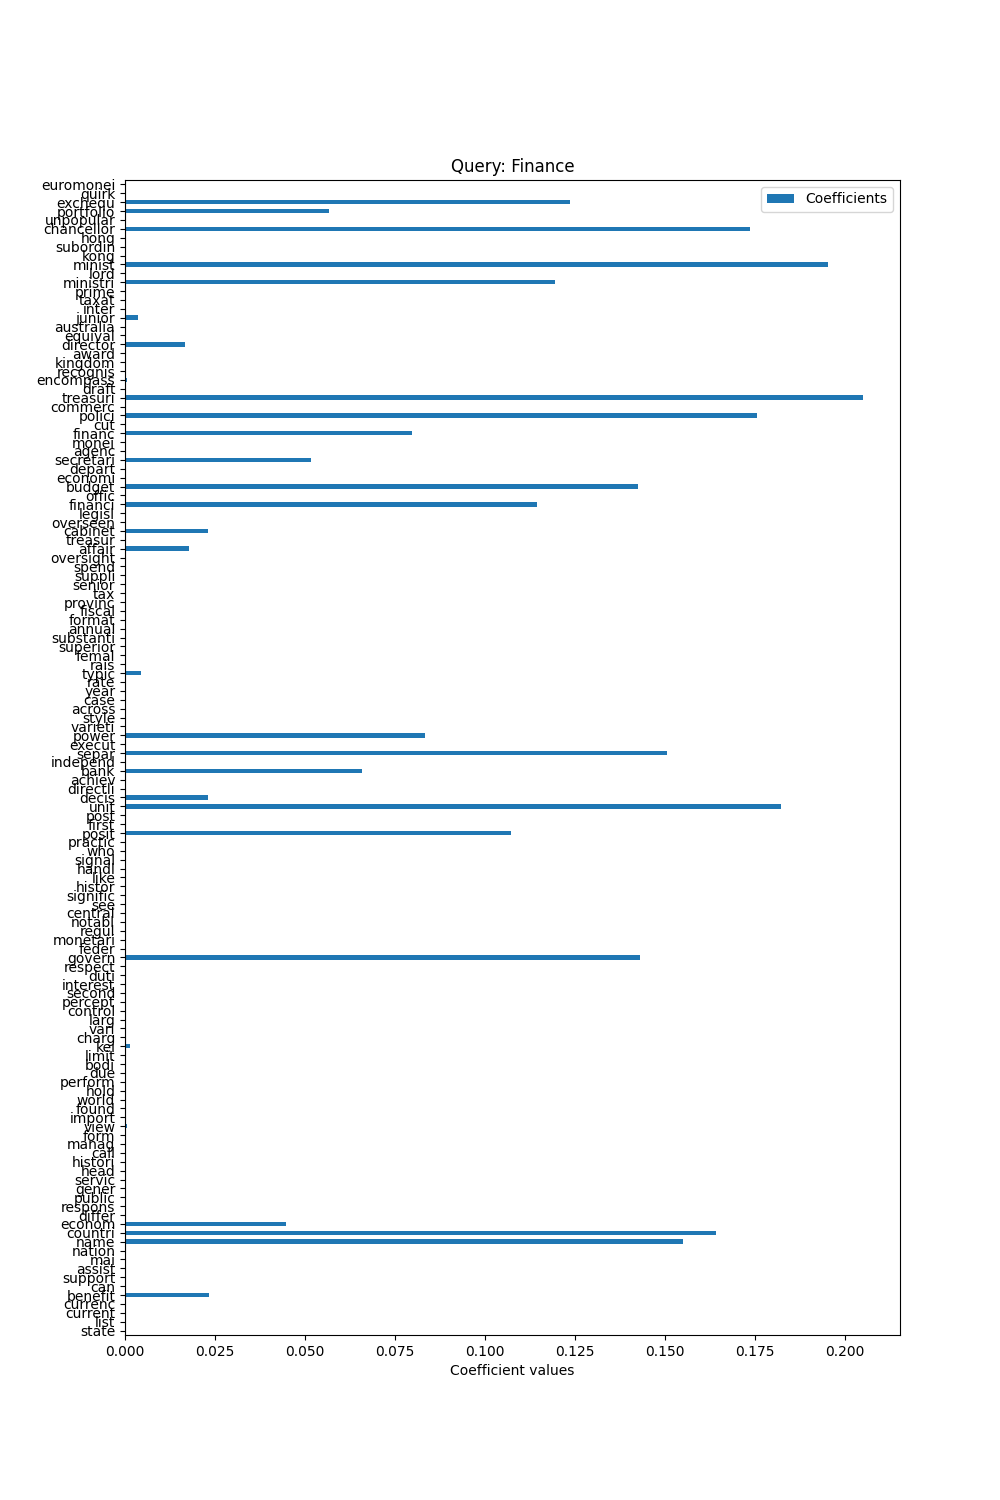 Query: Finance
Coefficients
euromonei
quirk
exchequ
portfolio
unpopular
chancellor
hong
subordin
kong
minist
lord
ministri
prime
taxat
inter
junior
australia
equival
director
award
kingdom
recognis
encompass
draft
treasuri
commerc
polici
cut
financ
monei
agenc
secretari
depart
economi
budget
offic
financi
legisl
overseen
cabinet
treasur
affair
oversight
spend
suppli
senior
tax
provinc
fiscal
format
annual
substanti
superior
femal
rais
typic
rate
year
case
across
style
varieti
power
execut
separ
independ
bank
achiev
directli
decis
unit
post
first
posit
practic
who
signal
handl
like
histor
signific
see
central
notabl
regul
monetari
feder
govern
respect
duti
interest
second
percept
control
larg
vari
charg
kei
limit
bodi
due
perform
hold
world
found
import
view
form
manag
call
histori
head
servic
gener
public
respons
differ
econom
countri
name
nation
mai
assist
support
can
benefit
currenc
current
list
state
0.000 0.025 0.050 0.075 0.100 0.125 0.150 0.175 0.200
Coefficient values